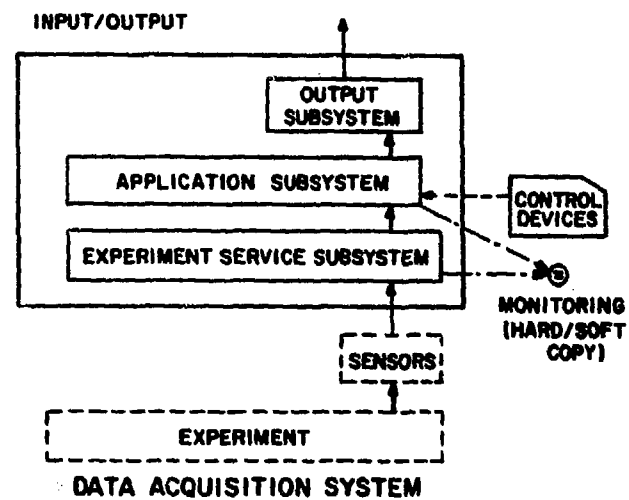 INPUT/OUTPUT
OUTPUT
SUBSYSTEM
APPLICATION SUBSYSTEM
CONTROL
DEVICES
EXPERIMENT SERVICE SUBSYSTEM
MONITORING
(HARD/SOFT
COPY)
SENSORS
EXPERIMENT
DATA ACQUISITION SYSTEM